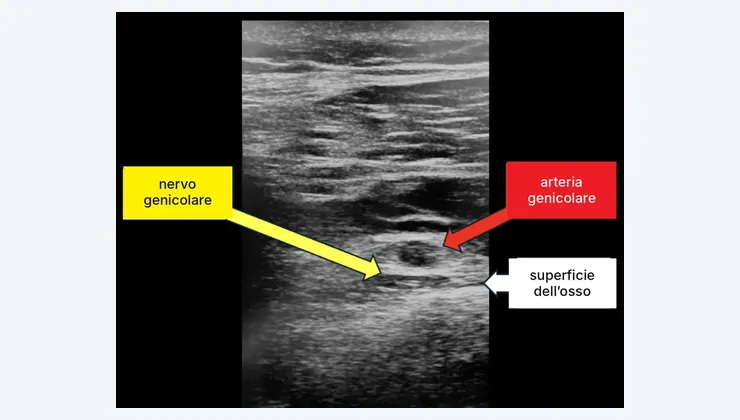 nervo
genicolare
arteria
genicolare
superficie
dell'osso